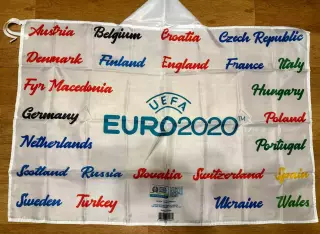 Austria Belgium Croatia Czech Republic
Denmark Finland England France Italy
Fyr Macedonia Hungary
UEFA
Germany EURO2020™ Poland
Netherlands Portugal
Scotland Russia Slovakia Switzerland Spain
Sweden Turkey Ukraine Wales